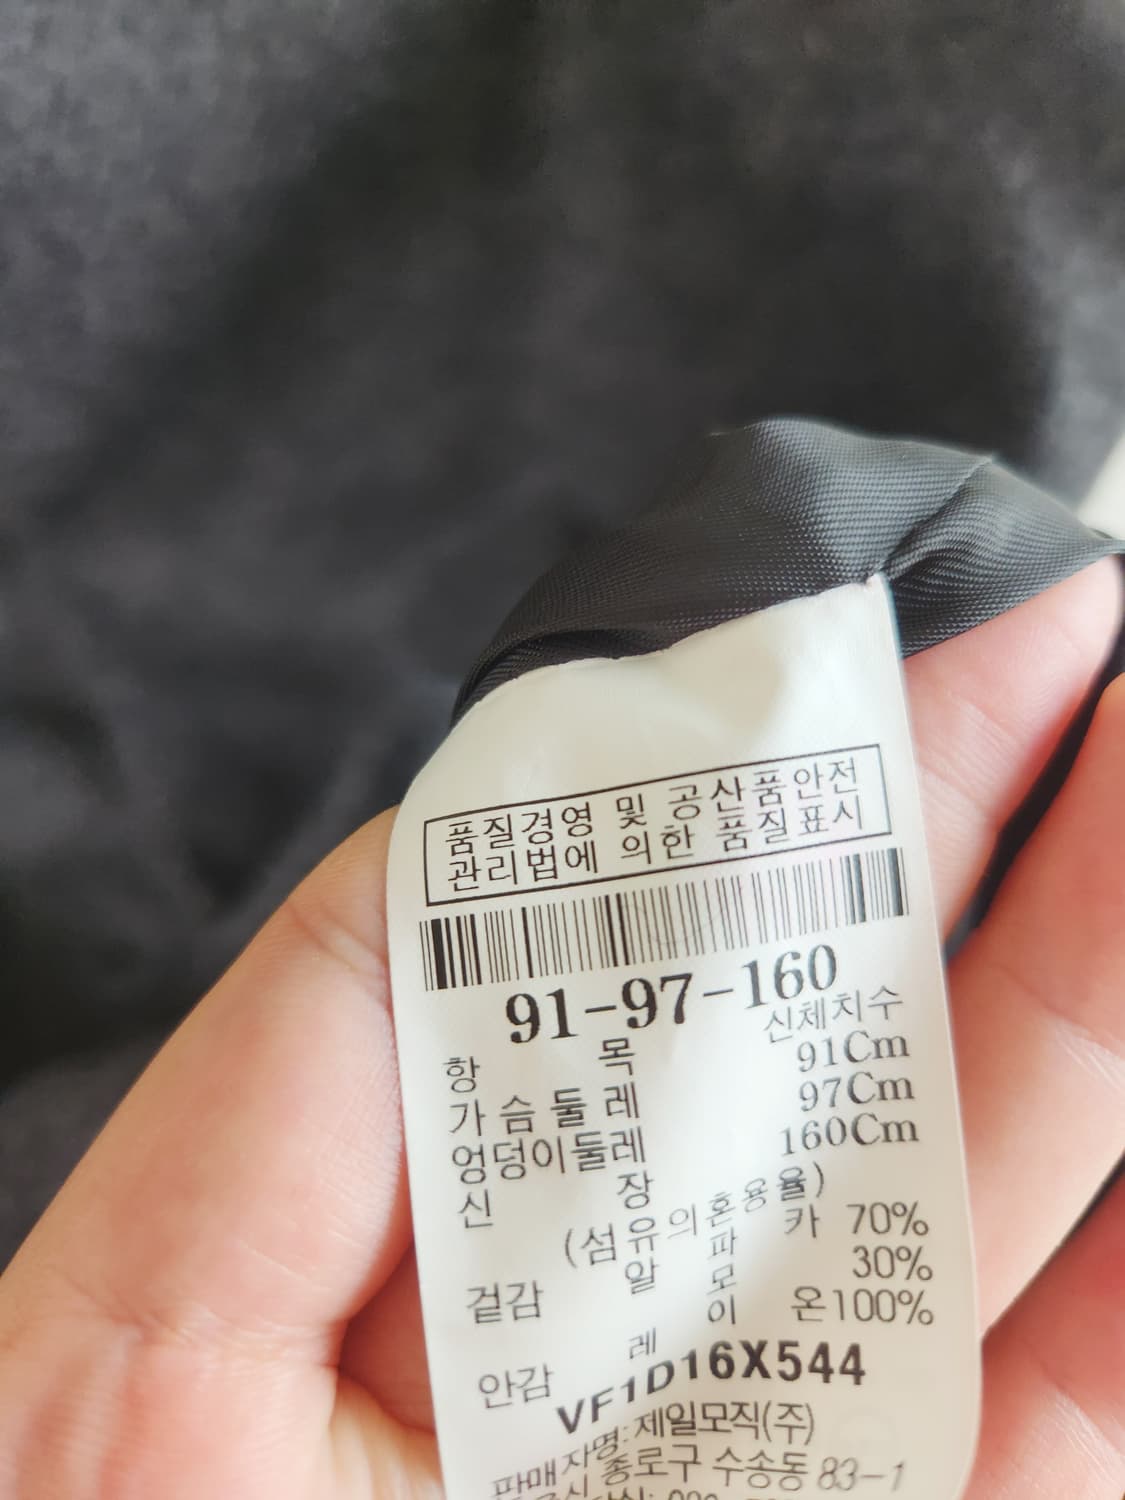 품질경영 및 공산품안전
관리법에 의한 품질표시
91-97-160
항 목 신체치수
가슴둘레 91Cm
엉덩이둘레 97Cm
신 장 160Cm
(섬유의혼용율)
겉감 알 파 카 70%
모 30%
안감 레 이 온100%
VF1D16X544
판매자명: 제일모직(주)
종로구 수송동 83-1